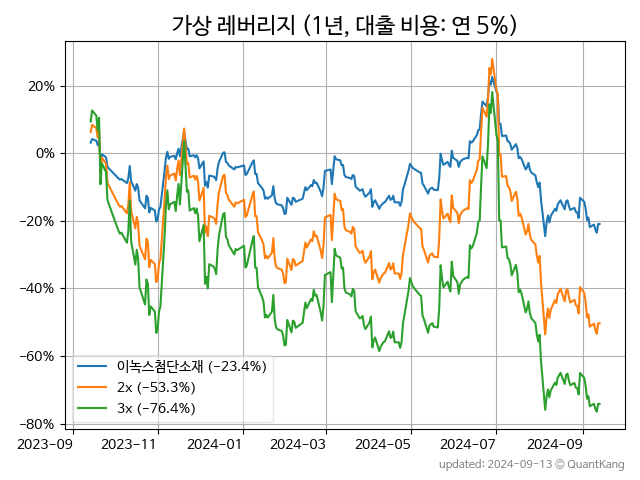 가상 레버리지 (1년, 대출 비용: 연 5%)
20%
0%
−20%
−40%
−60%
−80%
이녹스첨단소재 (−23.4%)
2x (−53.3%)
3x (−76.4%)
2023-09 2023-11 2024-01 2024-03 2024-05 2024-07 2024-09
updated: 2024-09-13 © QuantKang